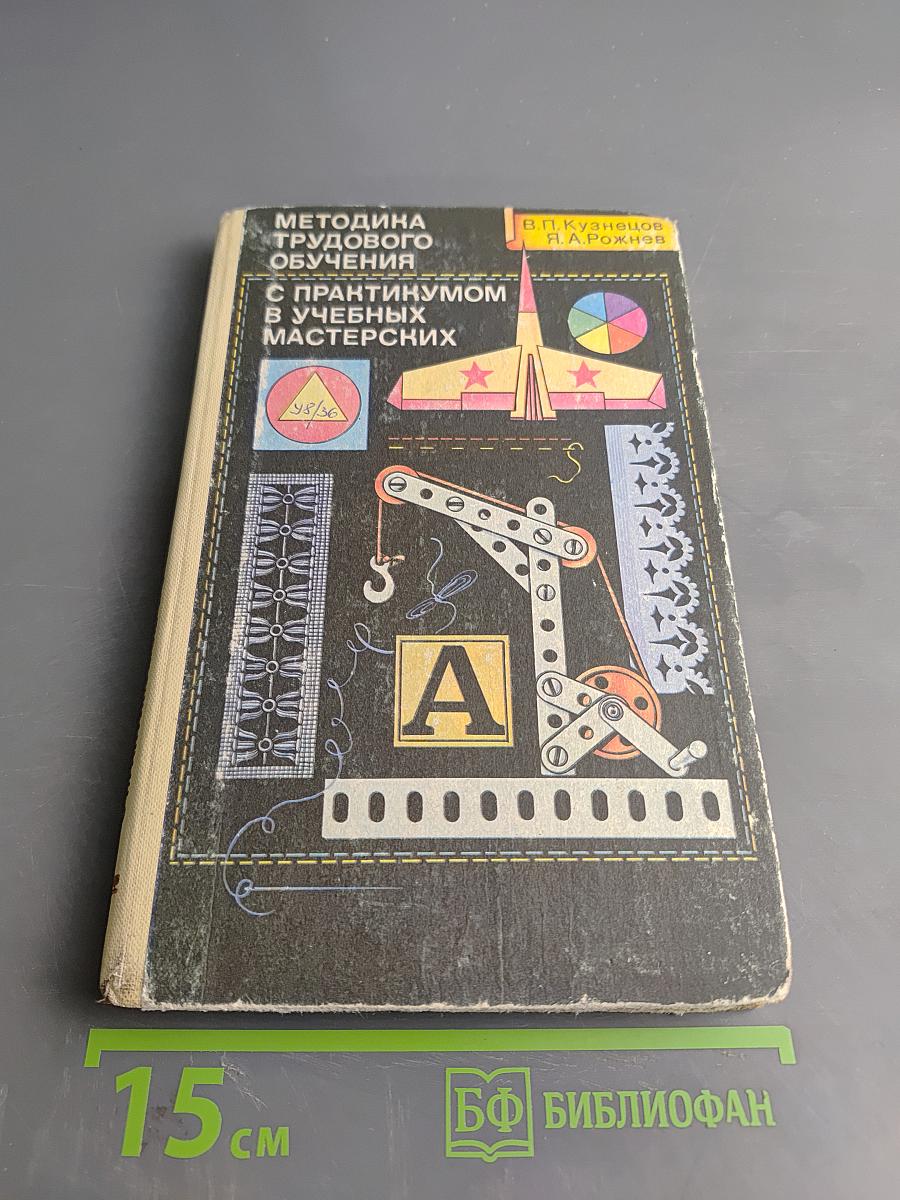 МЕТОДИКА
ТРУДОВОГО
ОБУЧЕНИЯ
С ПРАКТИКУМОМ
В УЧЕБНЫХ
МАСТЕРСКИХ
В.П.Кузнецов
Я.А.Рожнев
У8/36
А
15 см
БФ БИБЛИОФАН